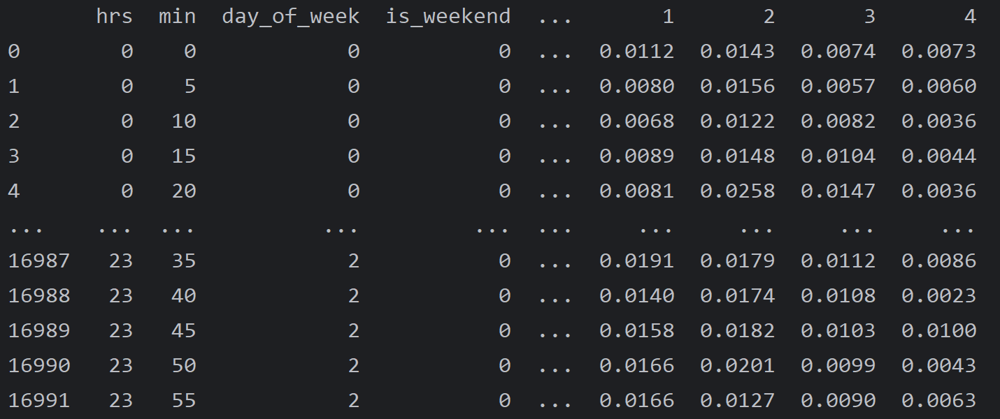 hrs min day_of_week is_weekend ... 1 2 3 4
0 0 0 0 0 ... 0.0112 0.0143 0.0074 0.0073
1 0 5 0 0 ... 0.0080 0.0156 0.0057 0.0060
2 0 10 0 0 ... 0.0068 0.0122 0.0082 0.0036
3 0 15 0 0 ... 0.0089 0.0148 0.0104 0.0044
4 0 20 0 0 ... 0.0081 0.0258 0.0147 0.0036
... ... ... ... ... ... ... ... ... ...
16987 23 35 2 0 ... 0.0191 0.0179 0.0112 0.0086
16988 23 40 2 0 ... 0.0140 0.0174 0.0108 0.0023
16989 23 45 2 0 ... 0.0158 0.0182 0.0103 0.0100
16990 23 50 2 0 ... 0.0166 0.0201 0.0099 0.0043
16991 23 55 2 0 ... 0.0166 0.0127 0.0090 0.0063